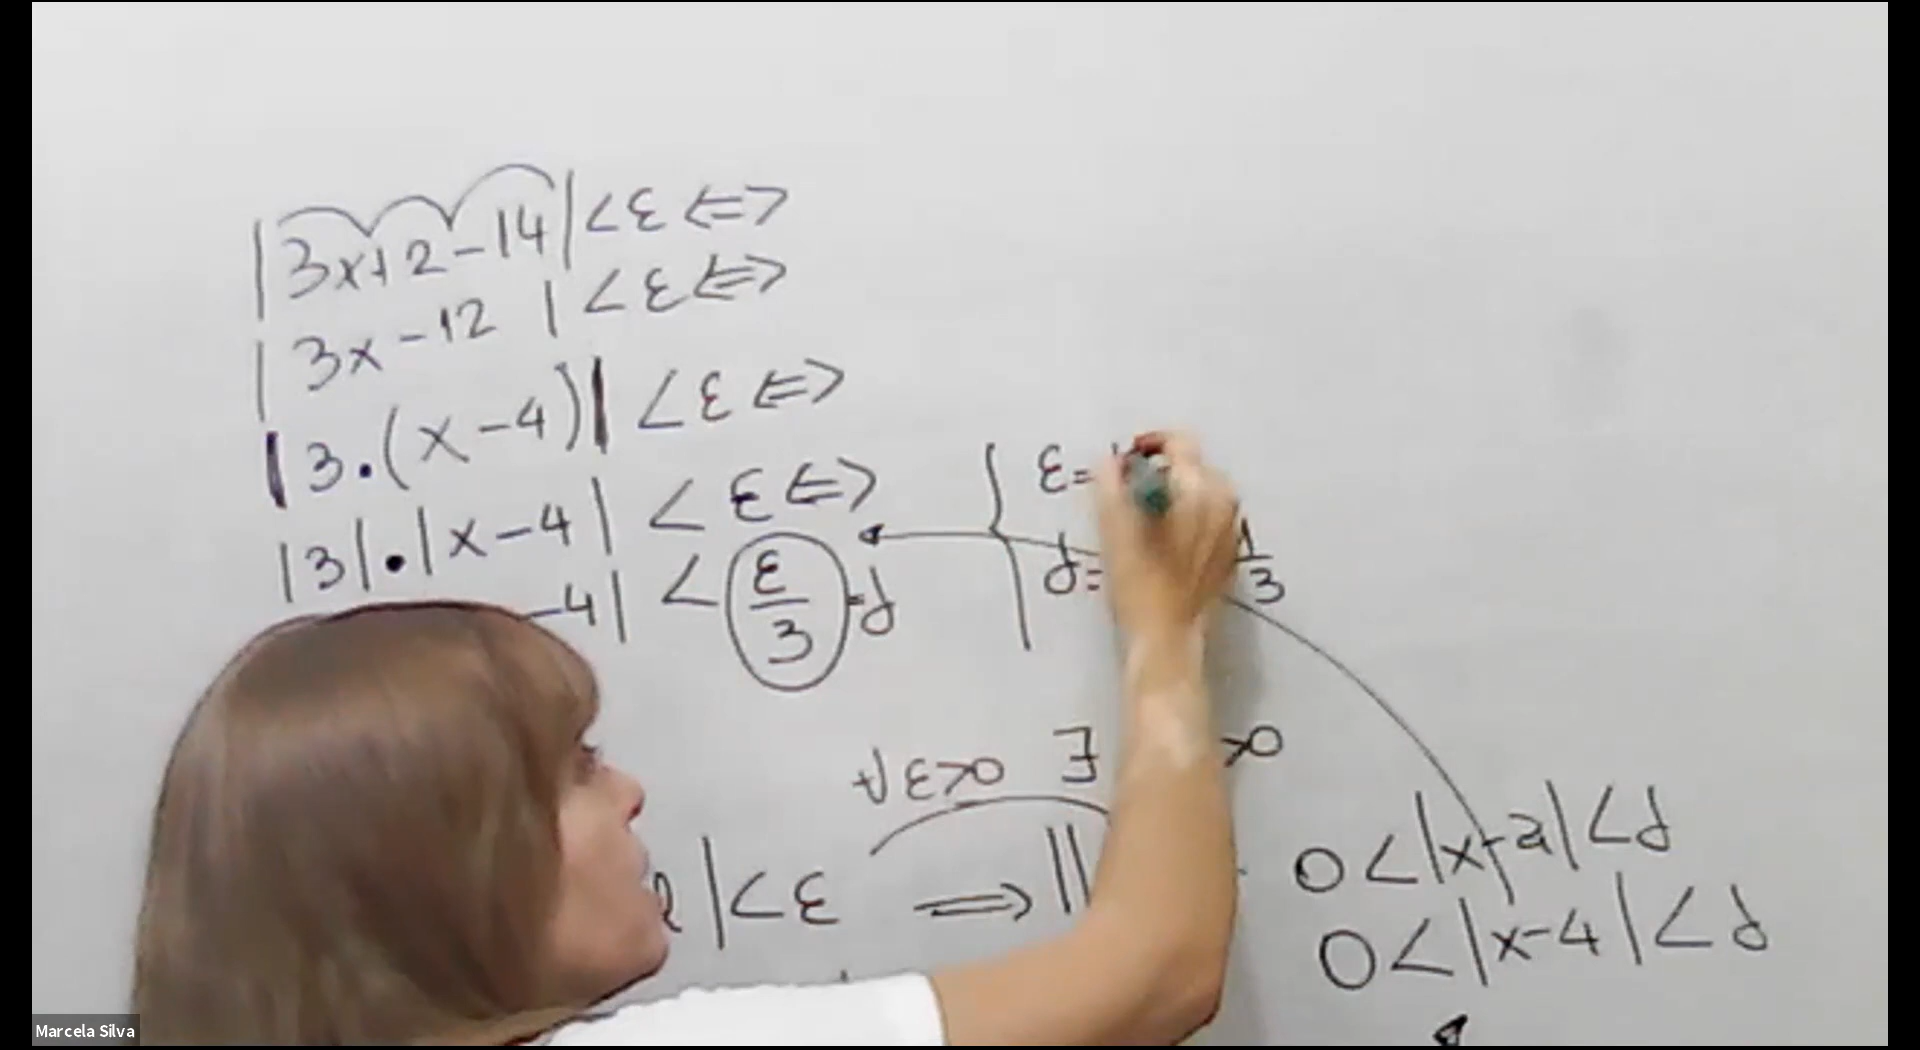 |3x+2-14|<ε⇔
|3x-12|<ε⇔
|3.(x-4)|<ε⇔
|3|.|x-4|<ε⇔
-4|<ε/3=δ
ε=
δ= 1/3
∀ε>0 ∃ >0
|<ε ⇒ 0<|x-a|<δ
0<|x-4|<δ
Marcela Silva